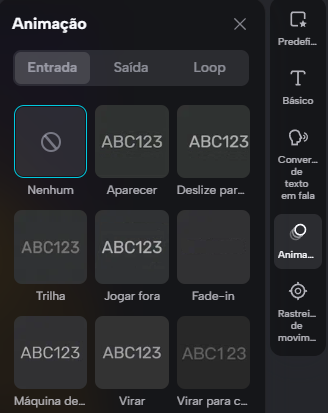 Animação
Entrada Saída Loop
ABC123 ABC123
Nenhum Aparecer Deslize par...
ABC123 ABC123
Trilha Jogar fora Fade-in
ABC123 ABC123 ABC123
Máquina de... Virar Virar para c...
Predefi...
Básico
Conver...
de
texto
em fala
Anima...
Rastrei...
de
movim...